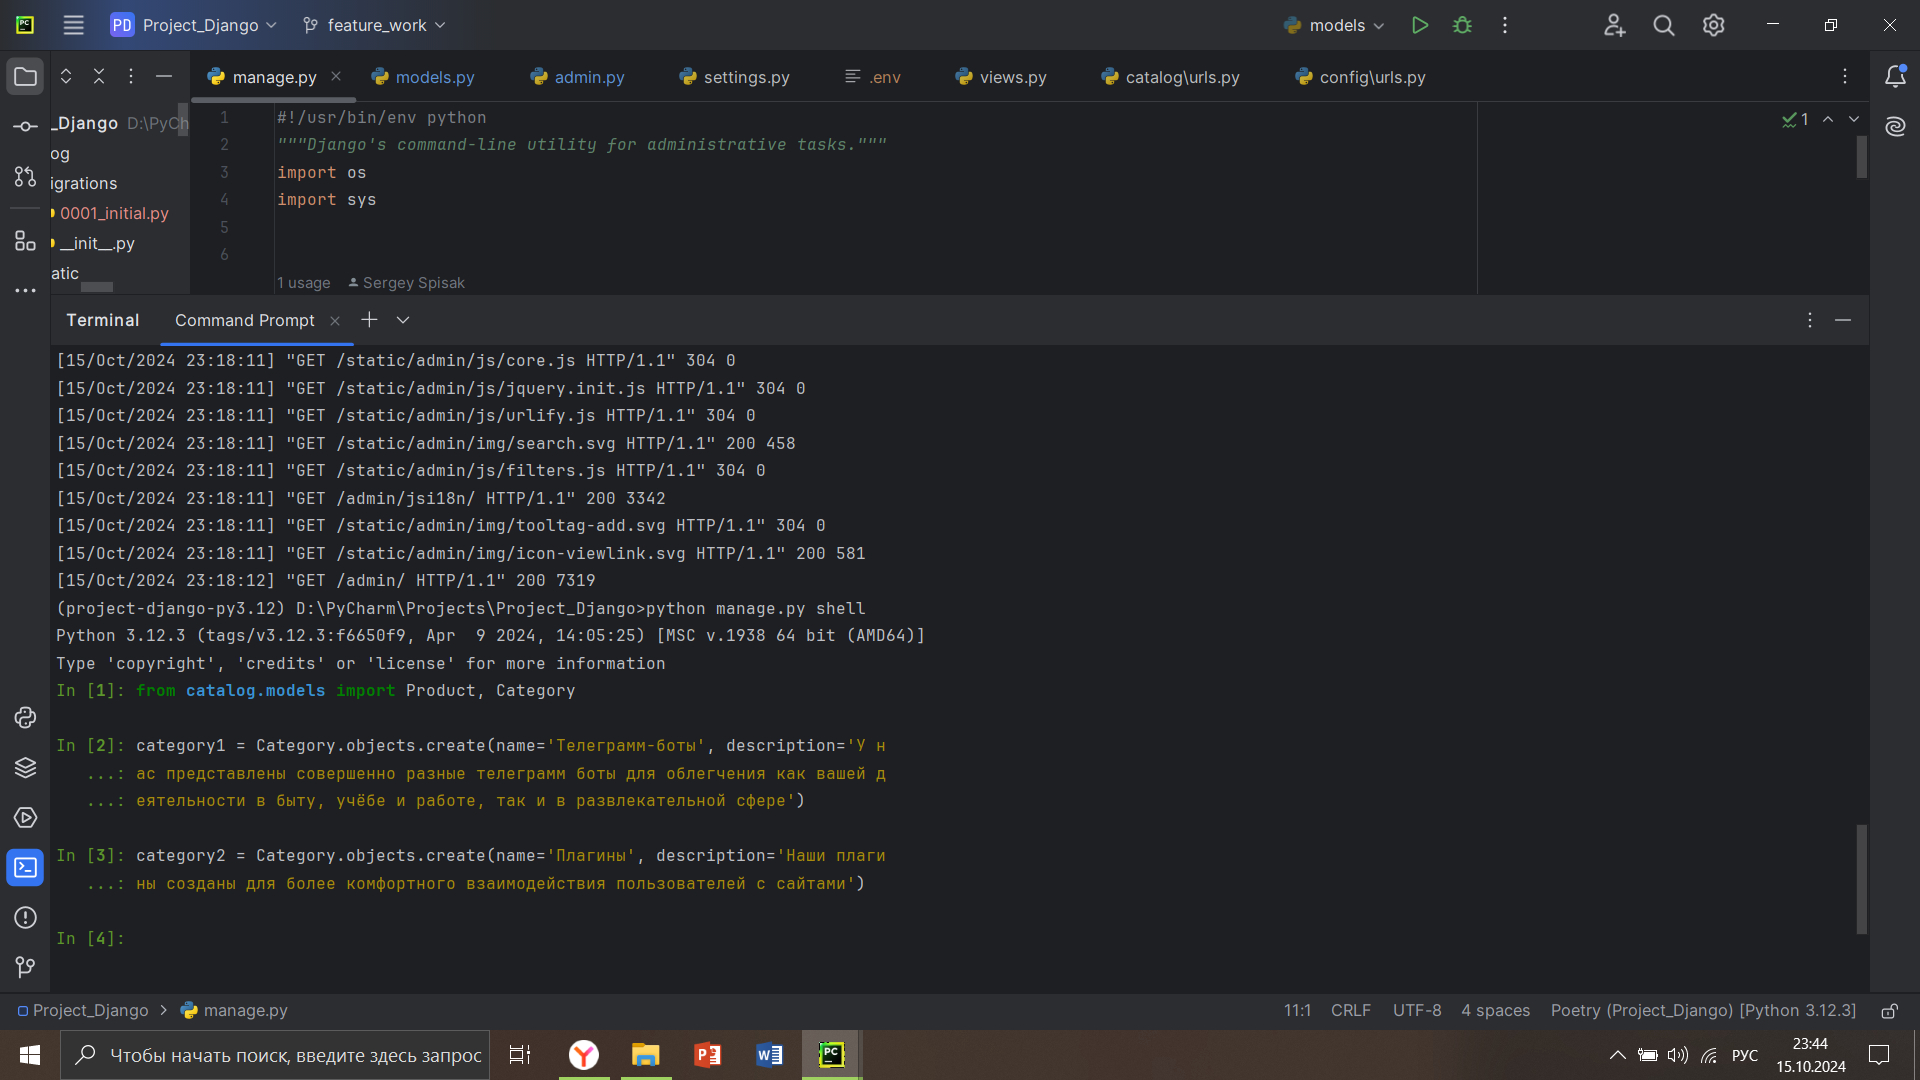 PC
PD Project_Django
feature_work
models
manage.py
models.py
admin.py
settings.py
.env
views.py
catalog\urls.py
config\urls.py
_Django D:\PyCh
og
igrations
0001_initial.py
__init__.py
atic
1 #!/usr/bin/env python
2 """Django's command-line utility for administrative tasks."""
3 import os
4 import sys
5
6
1 usage Sergey Spisak
1
Terminal
Command Prompt
[15/Oct/2024 23:18:11] "GET /static/admin/js/core.js HTTP/1.1" 304 0
[15/Oct/2024 23:18:11] "GET /static/admin/js/jquery.init.js HTTP/1.1" 304 0
[15/Oct/2024 23:18:11] "GET /static/admin/js/urlify.js HTTP/1.1" 304 0
[15/Oct/2024 23:18:11] "GET /static/admin/img/search.svg HTTP/1.1" 200 458
[15/Oct/2024 23:18:11] "GET /static/admin/js/filters.js HTTP/1.1" 304 0
[15/Oct/2024 23:18:11] "GET /admin/jsi18n/ HTTP/1.1" 200 3342
[15/Oct/2024 23:18:11] "GET /static/admin/img/tooltag-add.svg HTTP/1.1" 304 0
[15/Oct/2024 23:18:11] "GET /static/admin/img/icon-viewlink.svg HTTP/1.1" 200 581
[15/Oct/2024 23:18:12] "GET /admin/ HTTP/1.1" 200 7319
(project-django-py3.12) D:\PyCharm\Projects\Project_Django>python manage.py shell
Python 3.12.3 (tags/v3.12.3:f6650f9, Apr  9 2024, 14:05:25) [MSC v.1938 64 bit (AMD64)]
Type 'copyright', 'credits' or 'license' for more information
In [1]: from catalog.models import Product, Category
In [2]: category1 = Category.objects.create(name='Телеграмм-боты', description='У н
...: ас представлены совершенно разные телеграмм боты для облегчения как вашей д
...: еятельности в быту, учёбе и работе, так и в развлекательной сфере')
In [3]: category2 = Category.objects.create(name='Плагины', description='Наши плаги
...: ны созданы для более комфортного взаимодействия пользователей с сайтами')
In [4]:
Project_Django > manage.py
11:1 CRLF UTF-8 4 spaces Poetry (Project_Django) [Python 3.12.3]
Чтобы начать поиск, введите здесь запрос
РУС
23:44
15.10.2024